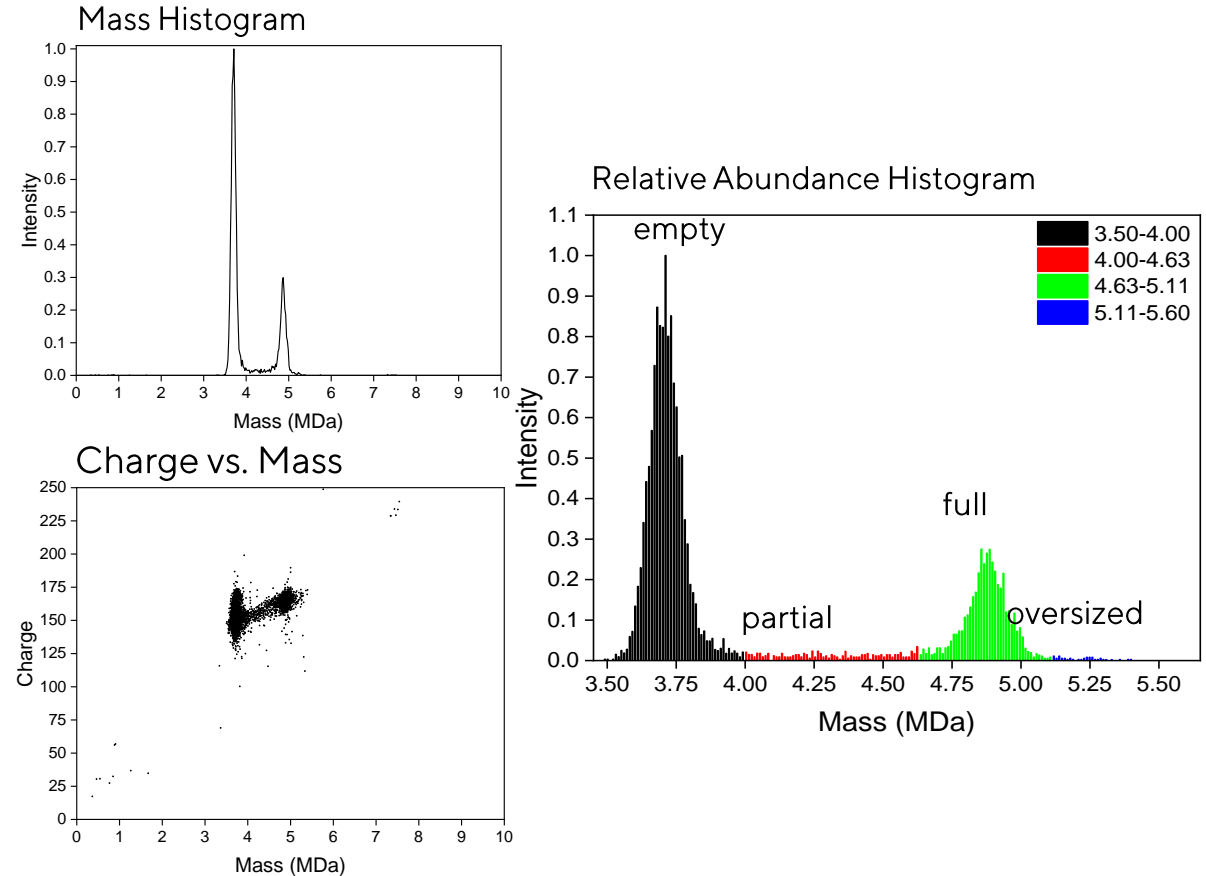 Mass Histogram
1.0
0.9
0.8
0.7
0.6
0.5
0.4
0.3
0.2
0.1
0.0
Intensity
0 1 2 3 4 5 6 7 8 9 10
Mass (MDa)
Charge vs. Mass
250
225
200
175
150
125
100
75
50
25
0
Charge
0 1 2 3 4 5 6 7 8 9 10
Mass (MDa)
Relative Abundance Histogram
1.1
1.0
0.9
0.8
0.7
0.6
0.5
0.4
0.3
0.2
0.1
0.0
Intensity
empty
3.50-4.00
4.00-4.63
4.63-5.11
5.11-5.60
full
partial
oversized
3.50 3.75 4.00 4.25 4.50 4.75 5.00 5.25 5.50
Mass (MDa)